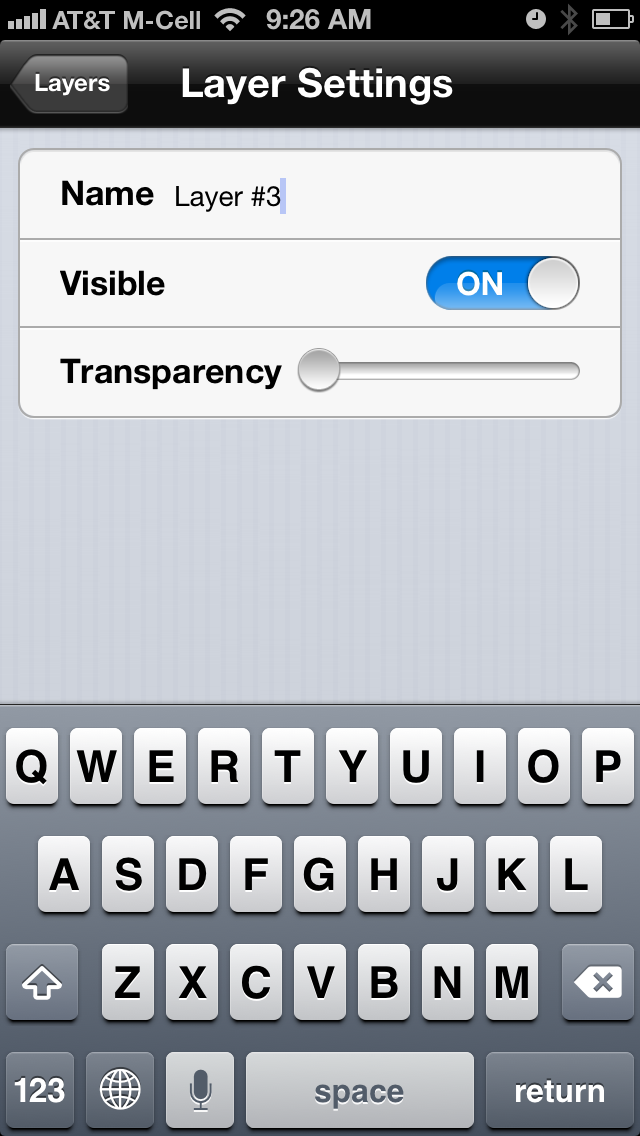 AT&T M-Cell 9:26 AM
Layers Layer Settings
Name Layer #3
Visible ON
Transparency
Q W E R T Y U I O P
A S D F G H J K L
Z X C V B N M
123 space return